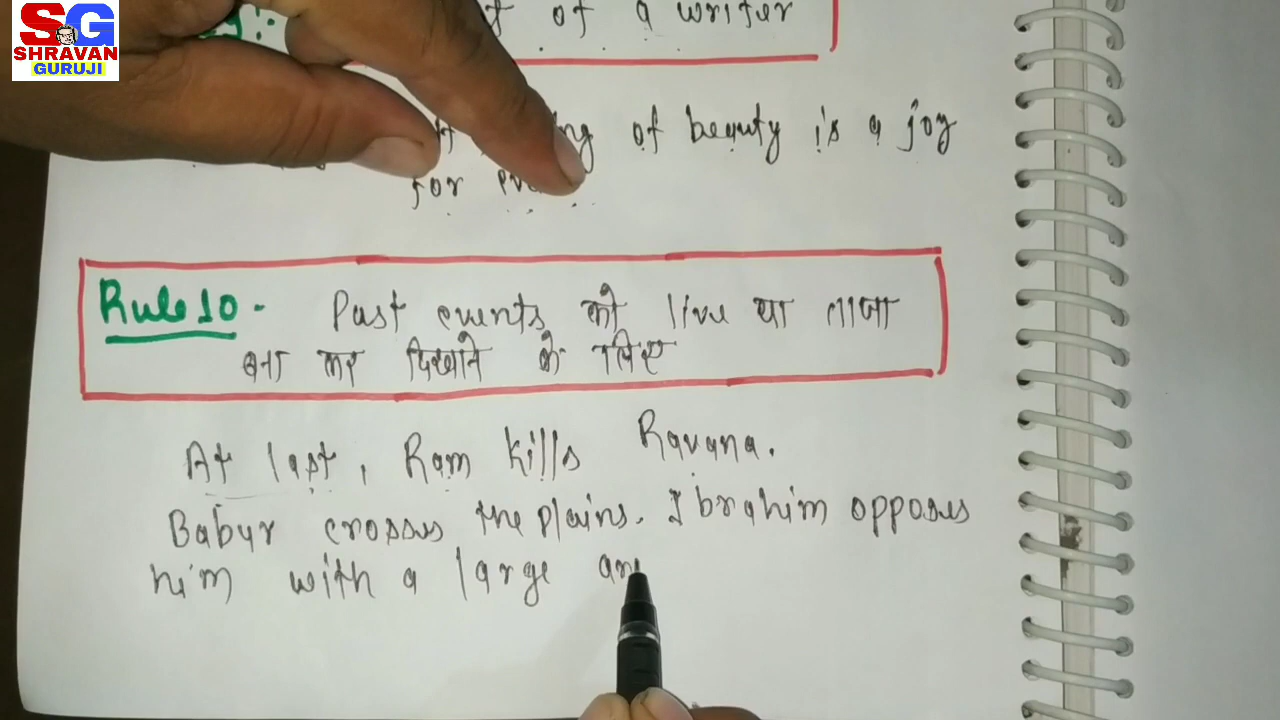 SG
SHRAVAN
GURUJI
of a writer
of beauty is a joy
for
Rule 10 - Past events को live या ताजा
बना कर दिखाने के लिए
At last, Ram kills Ravana.
Babur crosses the plains. Ibrahim opposes
him with a large